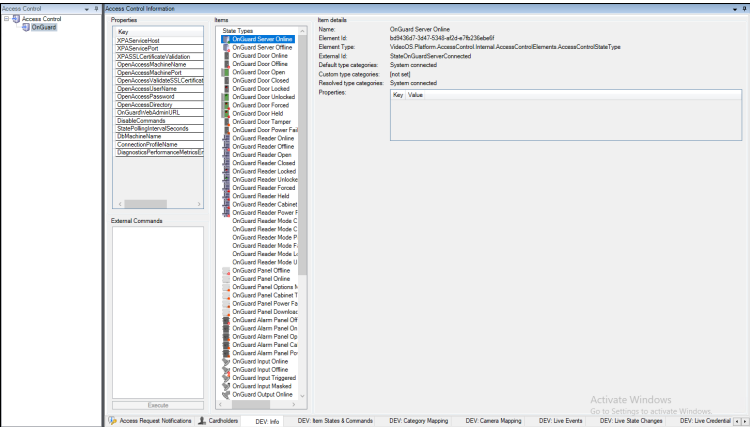 Access Control
Access Control
OnGuard
Access Control Information
Properties
Key
XPAServiceHost
XPAServicePort
XPASSLCertificateValidation
OpenAccessMachineName
OpenAccessMachinePort
OpenAccessValidateSSLCertificat
OpenAccessUserName
OpenAccessPassword
OpenAccessDirectory
OnGuardWebAdminURL
DisableCommands
StatePollingIntervalSeconds
DbMachineName
ConnectionProfileName
DiagnosticsPerformanceMetricsEn
External Commands
Execute
Items
State Types
OnGuard Server Online
OnGuard Server Offline
OnGuard Door Online
OnGuard Door Offline
OnGuard Door Open
OnGuard Door Closed
OnGuard Door Locked
OnGuard Door Unlocked
OnGuard Door Forced
OnGuard Door Held
OnGuard Door Tamper
OnGuard Door Power Fail
OnGuard Reader Online
OnGuard Reader Offline
OnGuard Reader Open
OnGuard Reader Closed
OnGuard Reader Locked
OnGuard Reader Unlocke
OnGuard Reader Forced
OnGuard Reader Held
OnGuard Reader Cabinet
OnGuard Reader Power F
OnGuard Reader Mode C
OnGuard Reader Mode C
OnGuard Reader Mode P
OnGuard Reader Mode Fa
OnGuard Reader Mode Lo
OnGuard Reader Mode U
OnGuard Panel Offline
OnGuard Panel Online
OnGuard Panel Options M
OnGuard Panel Cabinet T
OnGuard Panel Power Fa
OnGuard Panel Download
OnGuard Alarm Panel Off
OnGuard Alarm Panel On
OnGuard Alarm Panel Op
OnGuard Alarm Panel Ca
OnGuard Alarm Panel Po
OnGuard Input Online
OnGuard Input Offline
OnGuard Input Triggered
OnGuard Input Masked
OnGuard Output Online
Item details
Name: OnGuard Server Online
Element Id: bd9436d7-3d47-5348-ef2d-e7fb236ebe6f
Element Type: VideoOS.Platform.AccessControl.Internal.AccessControlElements.AccessControlStateType
External Id: StateOnGuardServerConnected
Default type categories: System connected
Custom type categories: [not set]
Resolved type categories: System connected
Properties:
Key Value
Activate Windows
Go to Settings to activate Windows.
Access Request Notifications Cardholders DEV: Info DEV: Item States & Commands DEV: Category Mapping DEV: Camera Mapping DEV: Live Events DEV: Live State Changes DEV: Live Credential